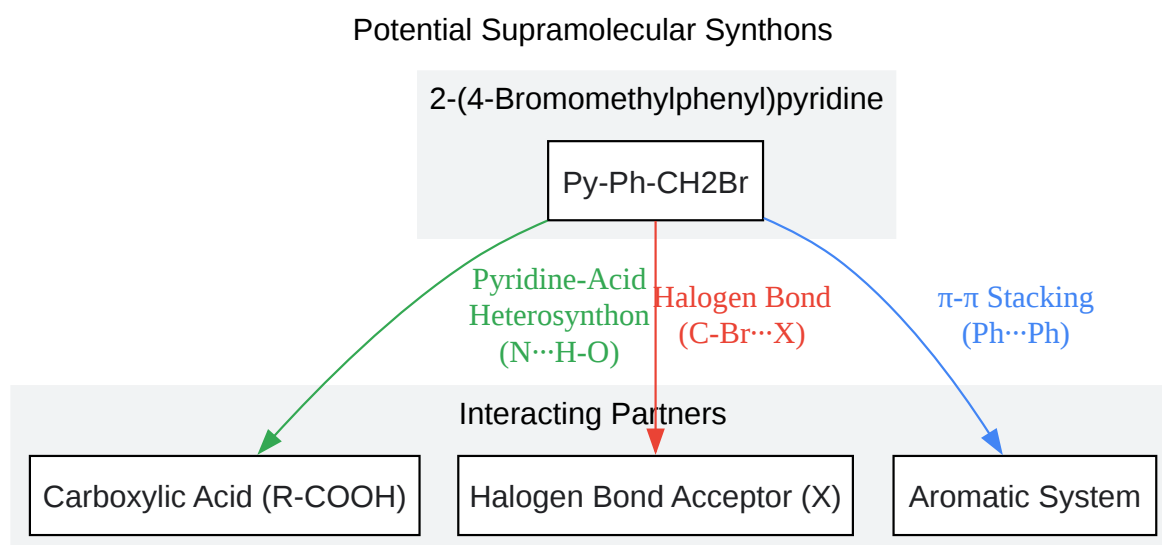 Potential Supramolecular Synthons
2-(4-Bromomethylphenyl)pyridine
Py-Ph-CH2Br
Pyridine-Acid
Heterosynthon
(N···H-O)
Halogen Bond
(C-Br···X)
π-π Stacking
(Ph···Ph)
Interacting Partners
Carboxylic Acid (R-COOH)
Halogen Bond Acceptor (X)
Aromatic System